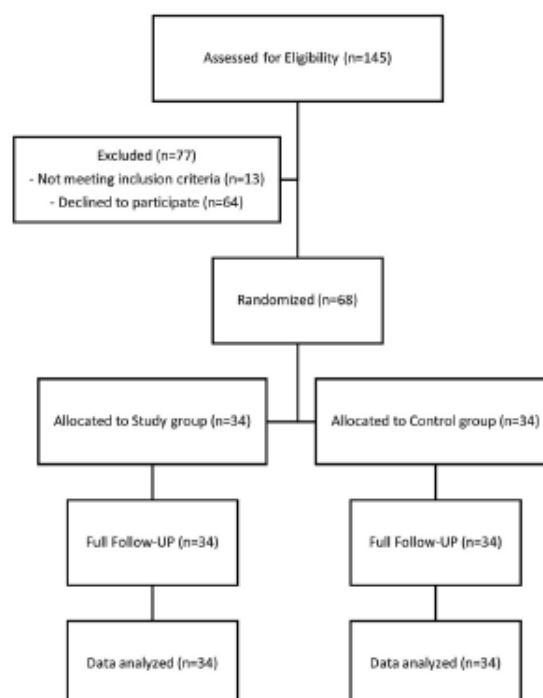 Assessed for Eligibility (n=145)
Excluded (n=77)
- Not meeting inclusion criteria (n=13)
- Declined to participate (n=64)
Randomized (n=68)
Allocated to Study group (n=34)
Allocated to Control group (n=34)
Full Follow-UP (n=34)
Full Follow-UP (n=34)
Data analyzed (n=34)
Data analyzed (n=34)